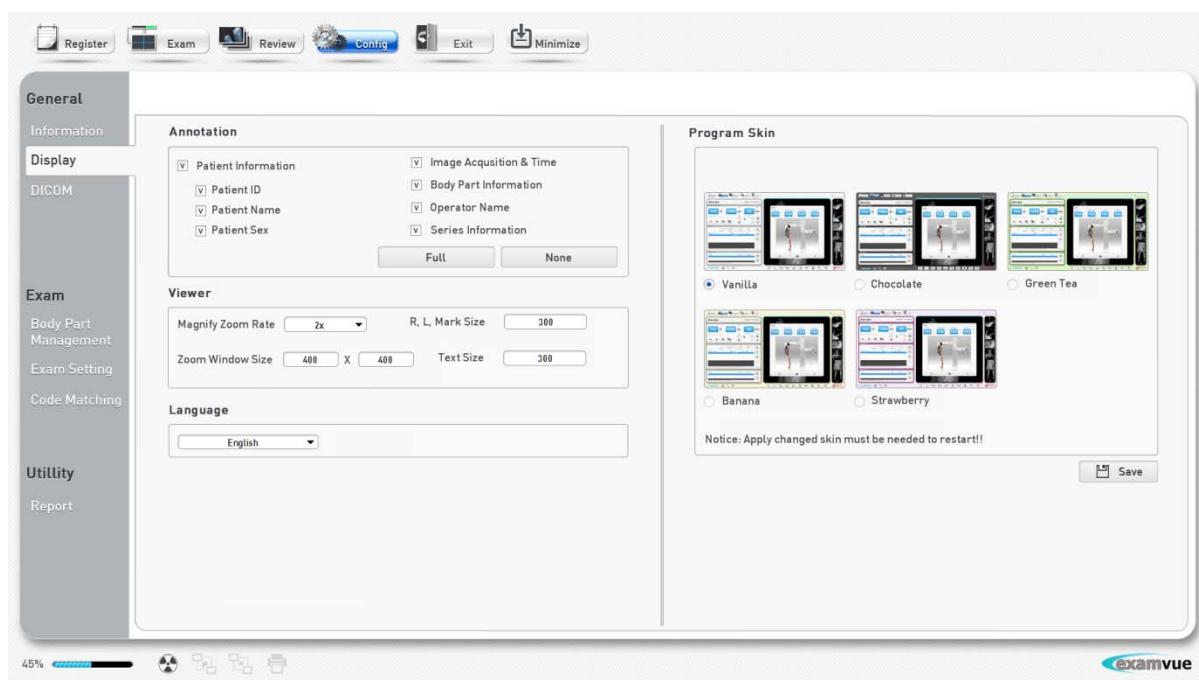 Register Exam Review Config Exit Minimize
General
Information
Display
DICOM
Exam
Body Part
Management
Exam Setting
Code Matching
Utillity
Report
Annotation
v Patient Information
v Patient ID
v Patient Name
v Patient Sex
v Image Acqusition & Time
v Body Part Information
v Operator Name
v Series Information
Full None
Viewer
Magnify Zoom Rate 2x R, L, Mark Size 300
Zoom Window Size 400 X 400 Text Size 300
Language
English
Program Skin
Vanilla Chocolate Green Tea
Banana Strawberry
Notice: Apply changed skin must be needed to restart!!
Save
45%
examvue